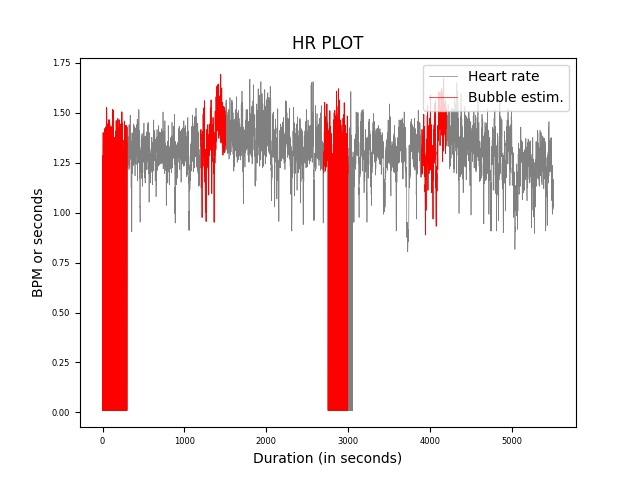 HR PLOT
Heart rate
Bubble estim.
BPM or seconds
1.75
1.50
1.25
1.00
0.75
0.50
0.25
0.00
0 1000 2000 3000 4000 5000
Duration (in seconds)